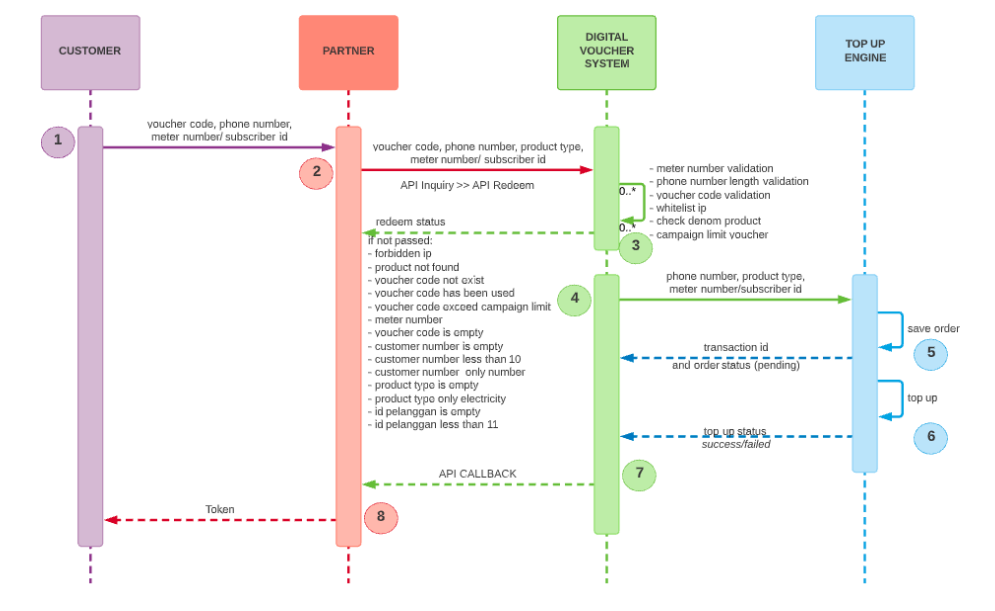 CUSTOMER
PARTNER
DIGITAL
VOUCHER
SYSTEM
TOP UP
ENGINE
1
voucher code, phone number,
meter number/ subscriber id
2
voucher code, phone number, product type,
meter number/ subscriber id
API Inquiry >> API Redeem
0..*
0..*
- meter number validation
- phone number length validation
- voucher code validation
- whitelist ip
- check denom product
- campaign limit voucher
3
redeem status
if not passed:
- forbidden ip
- product not found
- voucher code not exist
- voucher code has been used
- voucher code exceed campaign limit
- meter number
- voucher code is empty
- customer number is empty
- customer number less than 10
- customer number only number
- product type is empty
- product type only electricity
- id pelanggan is empty
- id pelanggan less than 11
4
phone number, product type,
meter number/subscriber id
save order
5
transaction id
and order status (pending)
top up
6
top up status
success/failed
7
API CALLBACK
8
Token